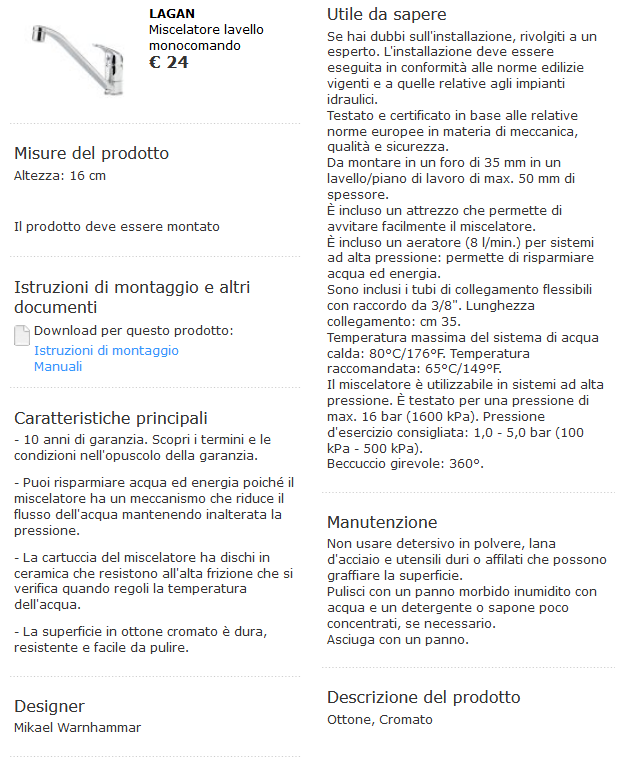 LAGAN
Miscelatore lavello
monocomando
€ 24
Misure del prodotto
Altezza: 16 cm
Il prodotto deve essere montato
Istruzioni di montaggio e altri
documenti
Download per questo prodotto:
Istruzioni di montaggio
Manuali
Caratteristiche principali
- 10 anni di garanzia. Scopri i termini e le
condizioni nell'opuscolo della garanzia.
- Puoi risparmiare acqua ed energia poiché il
miscelatore ha un meccanismo che riduce il
flusso dell'acqua mantenendo inalterata la
pressione.
- La cartuccia del miscelatore ha dischi in
ceramica che resistono all'alta frizione che si
verifica quando regoli la temperatura
dell'acqua.
- La superficie in ottone cromato è dura,
resistente e facile da pulire.
Designer
Mikael Warnhammar
Utile da sapere
Se hai dubbi sull'installazione, rivolgiti a un
esperto. L'installazione deve essere
eseguita in conformità alle norme edilizie
vigenti e a quelle relative agli impianti
idraulici.
Testato e certificato in base alle relative
norme europee in materia di meccanica,
qualità e sicurezza.
Da montare in un foro di 35 mm in un
lavello/piano di lavoro di max. 50 mm di
spessore.
È incluso un attrezzo che permette di
avvitare facilmente il miscelatore.
È incluso un aeratore (8 l/min.) per sistemi
ad alta pressione: permette di risparmiare
acqua ed energia.
Sono inclusi i tubi di collegamento flessibili
con raccordo da 3/8". Lunghezza
collegamento: cm 35.
Temperatura massima del sistema di acqua
calda: 80°C/176°F. Temperatura
raccomandata: 65°C/149°F.
Il miscelatore è utilizzabile in sistemi ad alta
pressione. È testato per una pressione di
max. 16 bar (1600 kPa). Pressione
d'esercizio consigliata: 1,0 - 5,0 bar (100
kPa - 500 kPa).
Beccuccio girevole: 360°.
Manutenzione
Non usare detersivo in polvere, lana
d'acciaio e utensili duri o affilati che possono
graffiare la superficie.
Pulisci con un panno morbido inumidito con
acqua e un detergente o sapone poco
concentrati, se necessario.
Asciuga con un panno.
Descrizione del prodotto
Ottone, Cromato